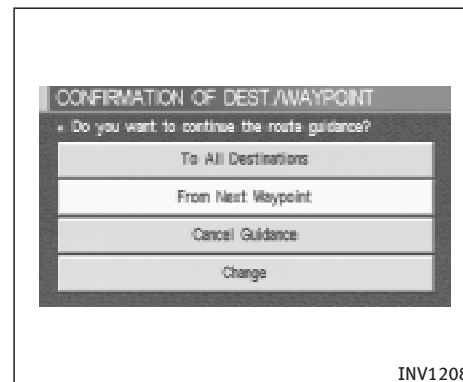 CONFIRMATION OF DEST./WAYPOINT
Do you want to continue the route guidance?
To All Destinations
From Next Waypoint
Cancel Guidance
Change
INV1208